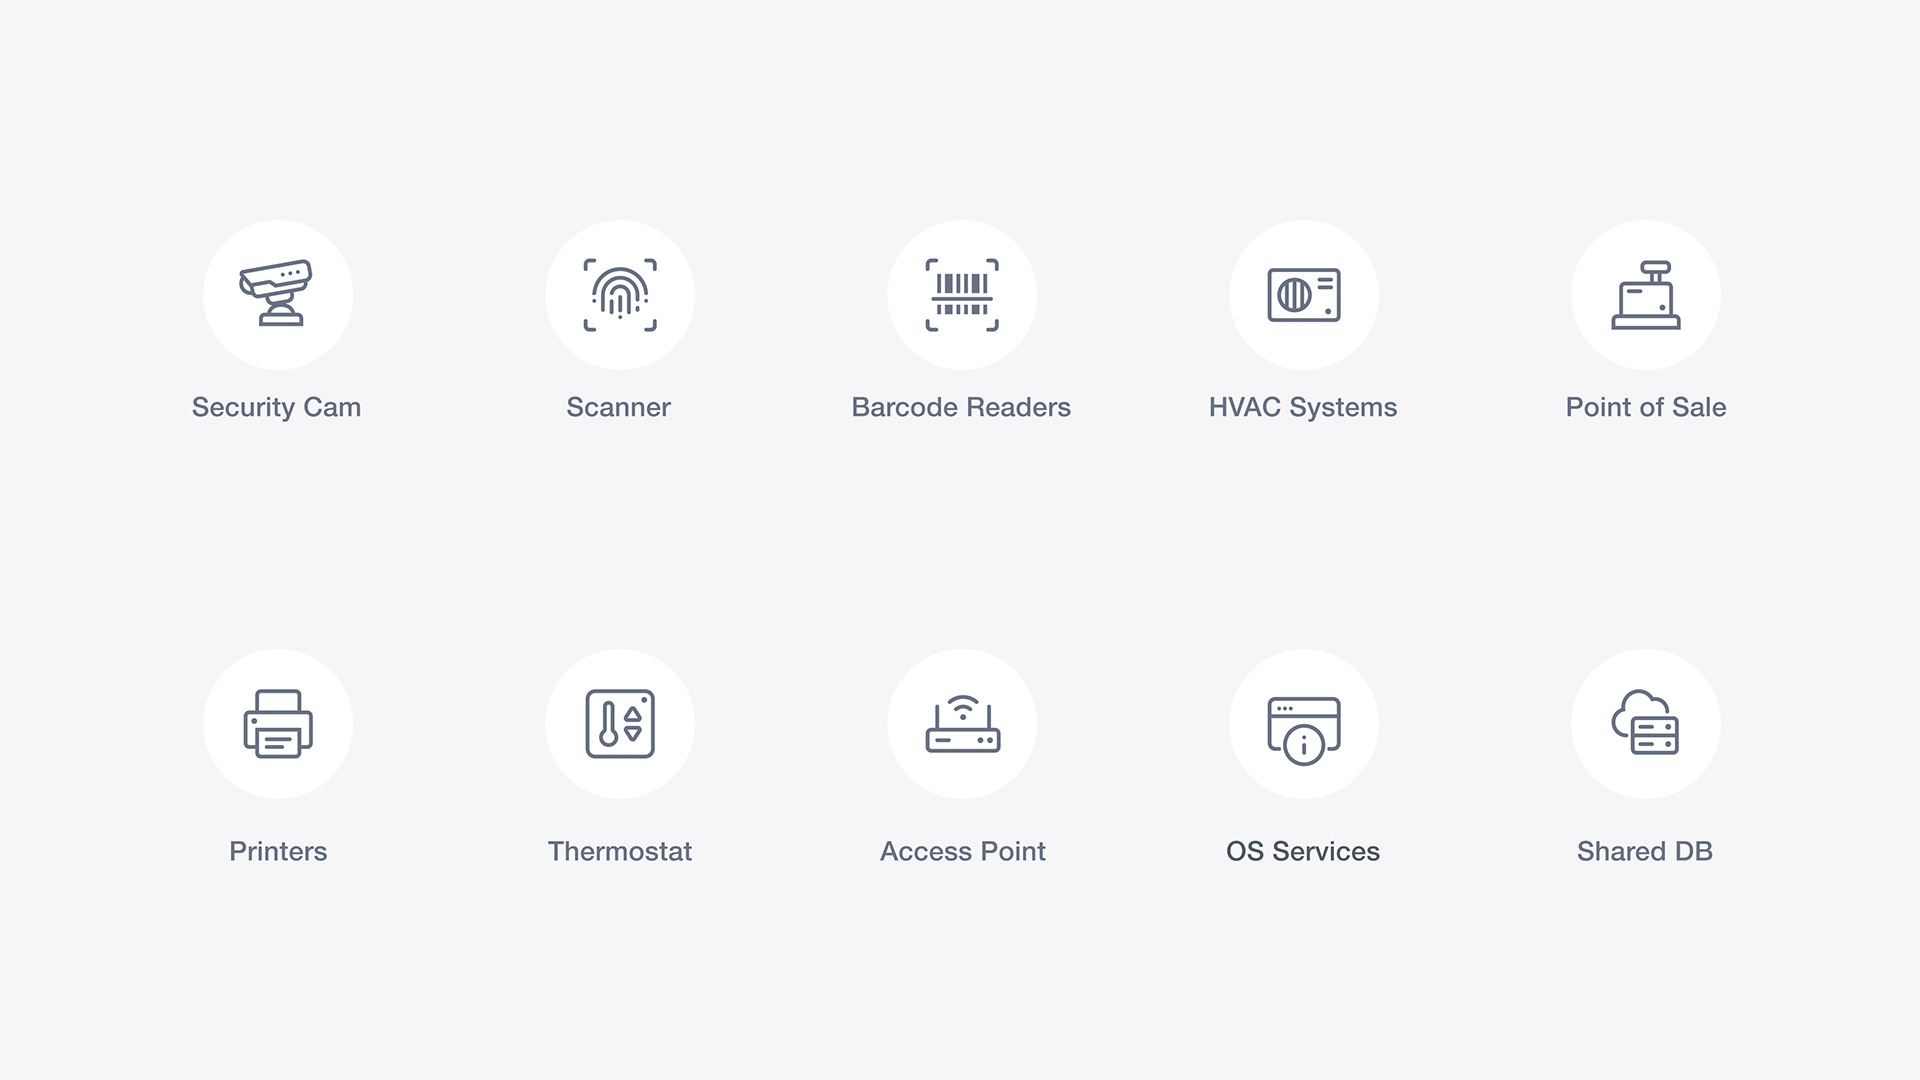 Security Cam
Scanner
Barcode Readers
HVAC Systems
Point of Sale
Printers
Thermostat
Access Point
OS Services
Shared DB